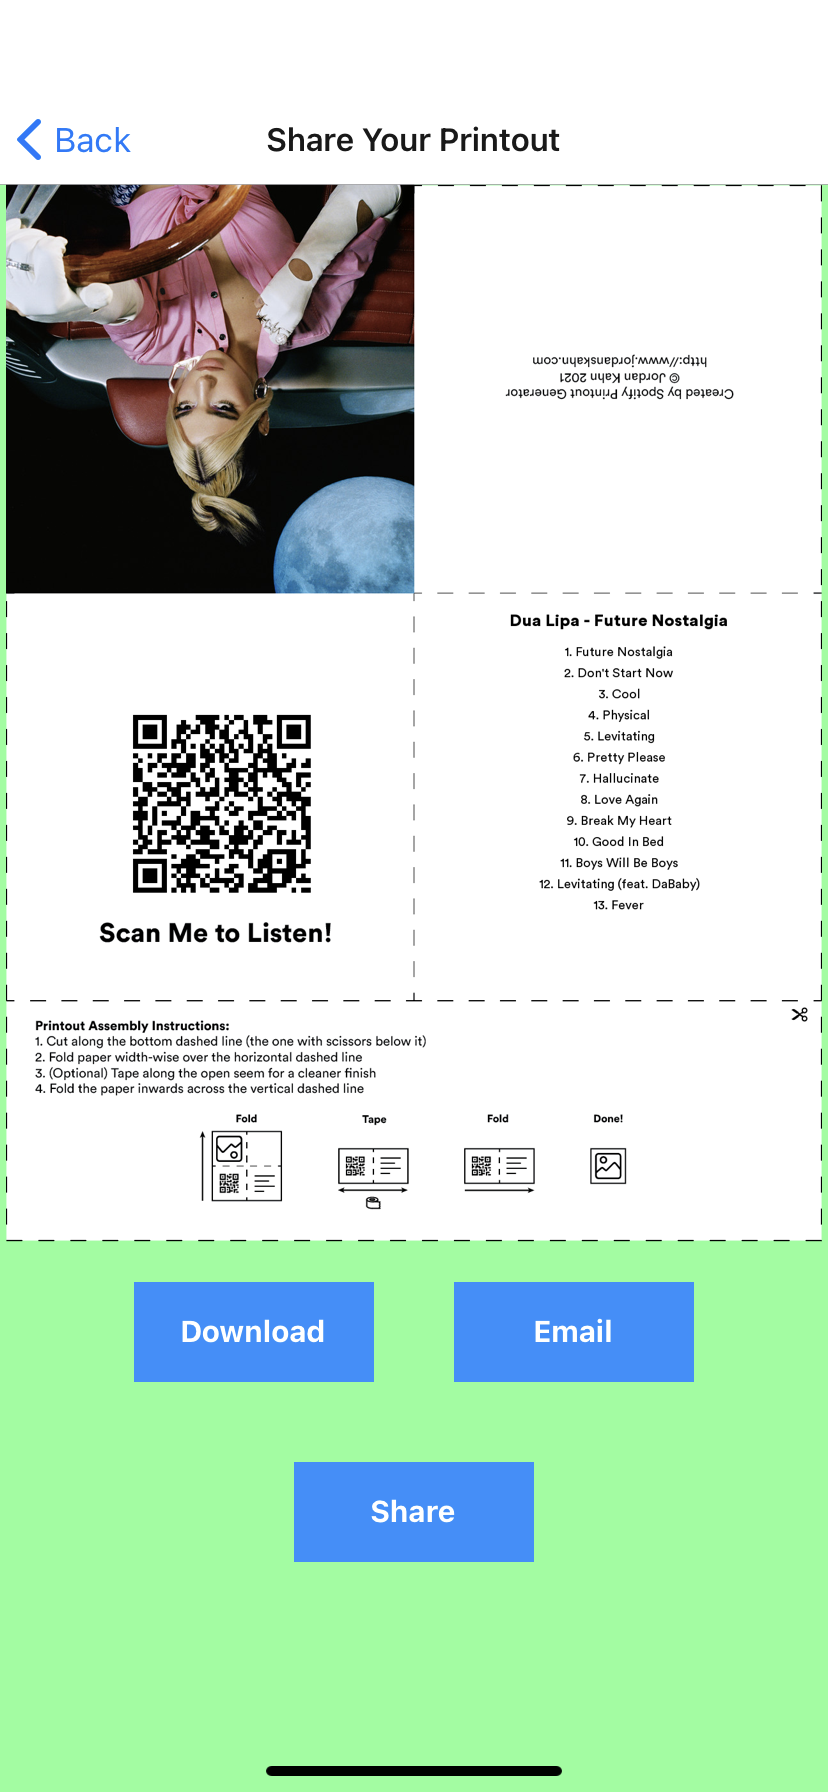 Back
Share Your Printout
Created by Spotify Printout Generator
© Jordan Kahn 2021
http://www.jordanskahn.com
Scan Me to Listen!
Dua Lipa - Future Nostalgia
1. Future Nostalgia
2. Don't Start Now
3. Cool
4. Physical
5. Levitating
6. Pretty Please
7. Hallucinate
8. Love Again
9. Break My Heart
10. Good In Bed
11. Boys Will Be Boys
12. Levitating (feat. DaBaby)
13. Fever
Printout Assembly Instructions:
1. Cut along the bottom dashed line (the one with scissors below it)
2. Fold paper width-wise over the horizontal dashed line
3. (Optional) Tape along the open seem for a cleaner finish
4. Fold the paper inwards across the vertical dashed line
Fold
Tape
Fold
Done!
Download
Email
Share